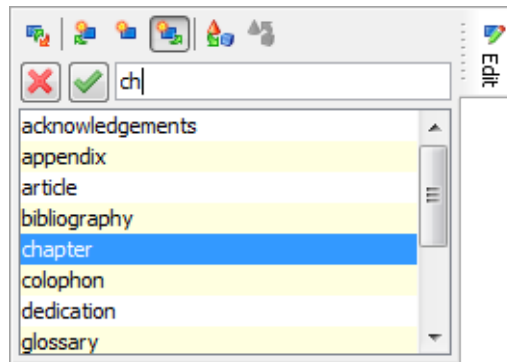 ch
Edit
acknowledgements
appendix
article
bibliography
chapter
colophon
dedication
glossary